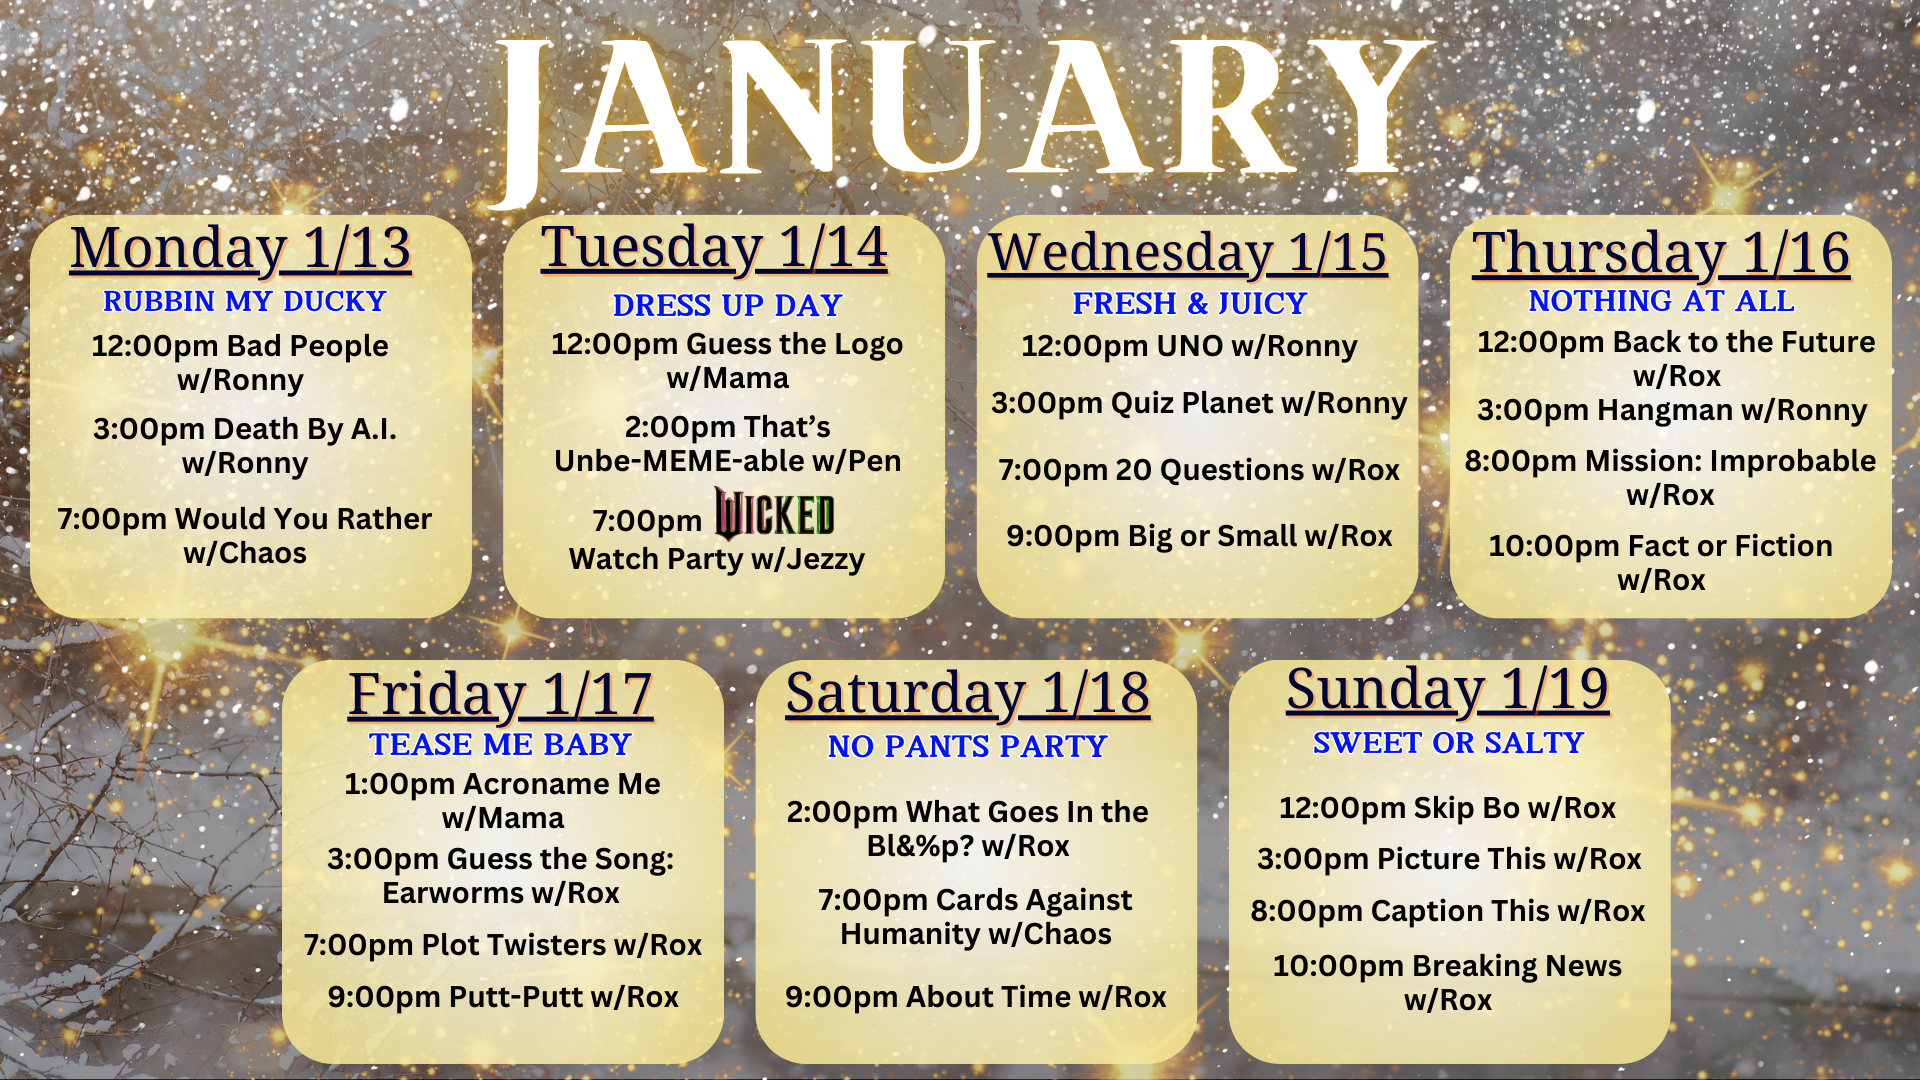 JANUARY
Monday 1/13
RUBBIN MY DUCKY
12:00pm Bad People
w/Ronny
3:00pm Death By A.I.
w/Ronny
7:00pm Would You Rather
w/Chaos
Tuesday 1/14
DRESS UP DAY
12:00pm Guess the Logo
w/Mama
2:00pm That’s
Unbe-MEME-able w/Pen
7:00pm WICKED
Watch Party w/Jezzy
Wednesday 1/15
FRESH & JUICY
12:00pm UNO w/Ronny
3:00pm Quiz Planet w/Ronny
7:00pm 20 Questions w/Rox
9:00pm Big or Small w/Rox
Thursday 1/16
NOTHING AT ALL
12:00pm Back to the Future
w/Rox
3:00pm Hangman w/Ronny
8:00pm Mission: Improbable
w/Rox
10:00pm Fact or Fiction
w/Rox
Friday 1/17
TEASE ME BABY
1:00pm Acroname Me
w/Mama
3:00pm Guess the Song:
Earworms w/Rox
7:00pm Plot Twisters w/Rox
9:00pm Putt-Putt w/Rox
Saturday 1/18
NO PANTS PARTY
2:00pm What Goes In the
Bl&%p? w/Rox
7:00pm Cards Against
Humanity w/Chaos
9:00pm About Time w/Rox
Sunday 1/19
SWEET OR SALTY
12:00pm Skip Bo w/Rox
3:00pm Picture This w/Rox
8:00pm Caption This w/Rox
10:00pm Breaking News
w/Rox